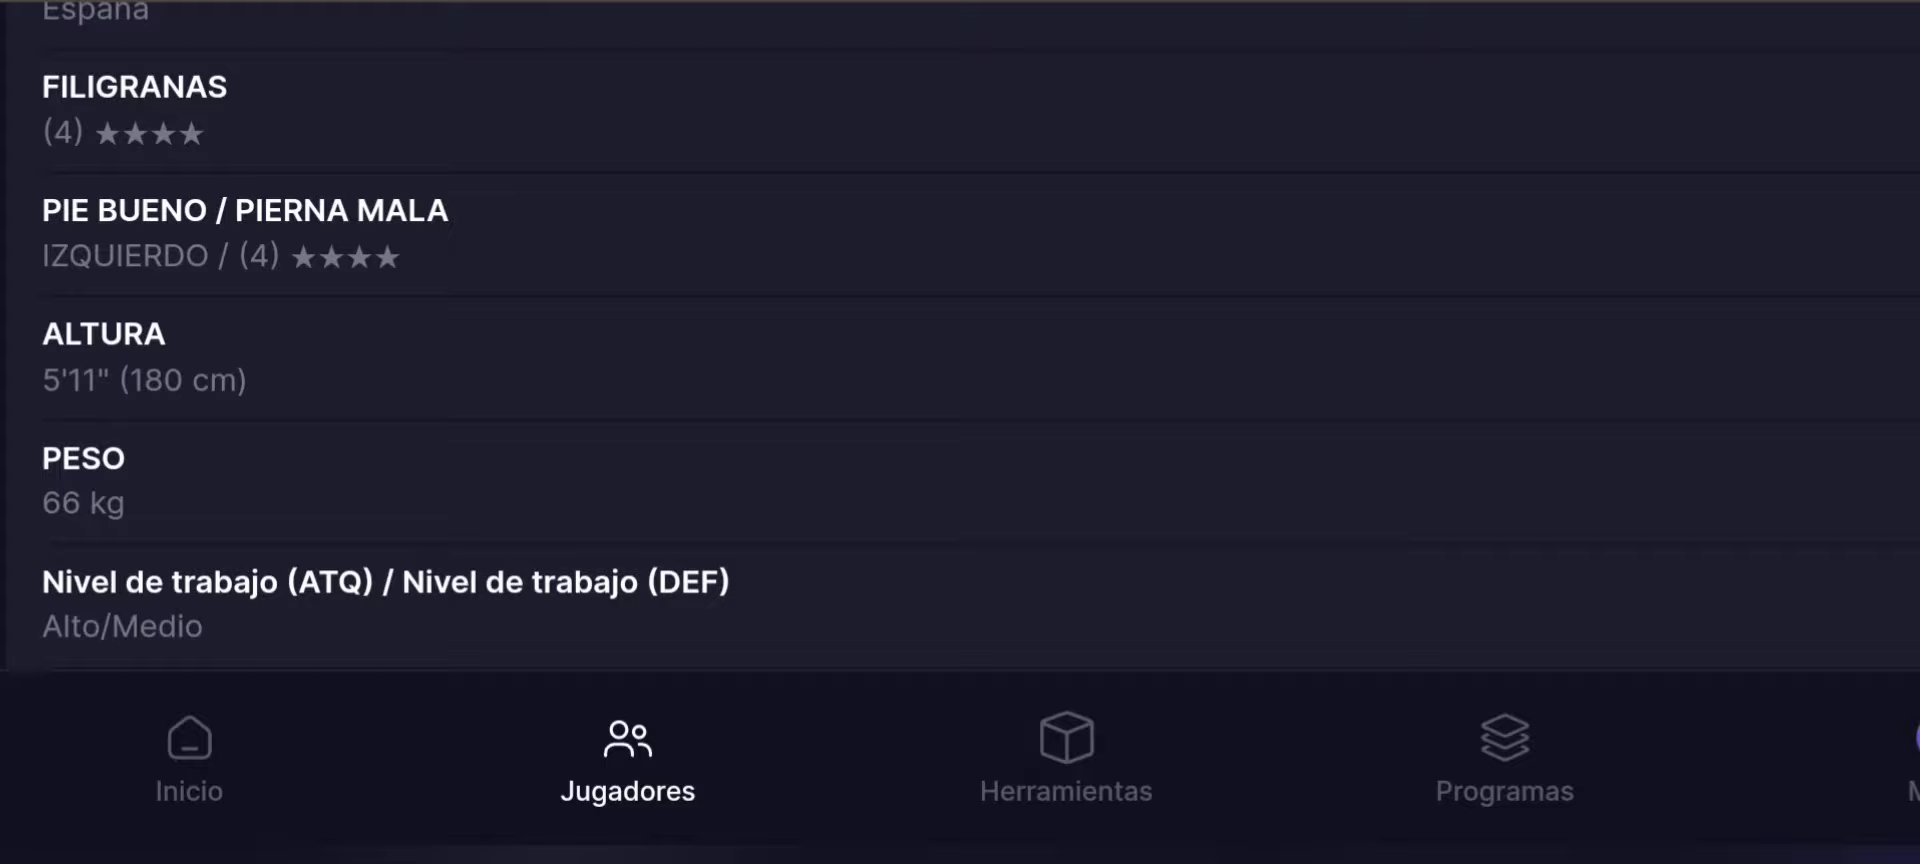 España
FILIGRANAS
(4) ★★★★
PIE BUENO / PIERNA MALA
IZQUIERDO / (4) ★★★★
ALTURA
5'11" (180 cm)
PESO
66 kg
Nivel de trabajo (ATQ) / Nivel de trabajo (DEF)
Alto/Medio
Inicio
Jugadores
Herramientas
Programas